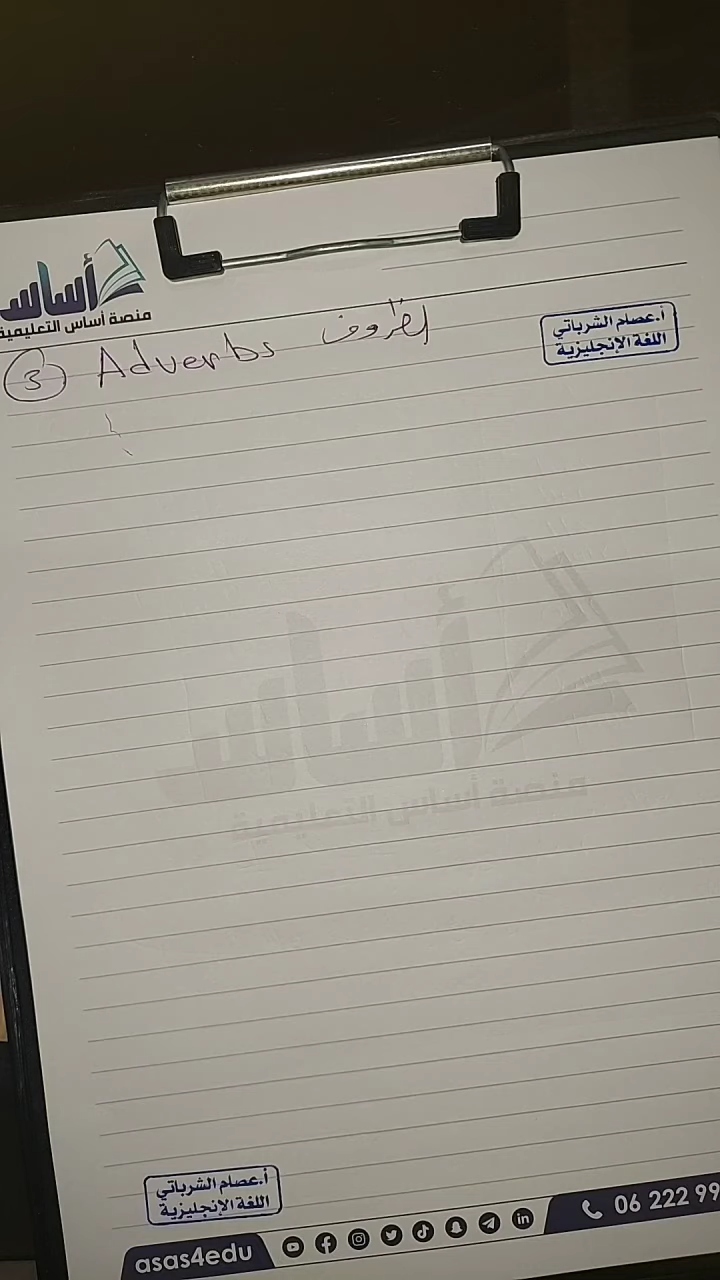 أساس
منصة أساس التعليمية
أ.عصام الشرباتي
اللغة الإنجليزية
3 Adverbs الظروف
أساس
منصة أساس التعليمية
أ.عصام الشرباتي
اللغة الإنجليزية
asas4edu
06 222 99